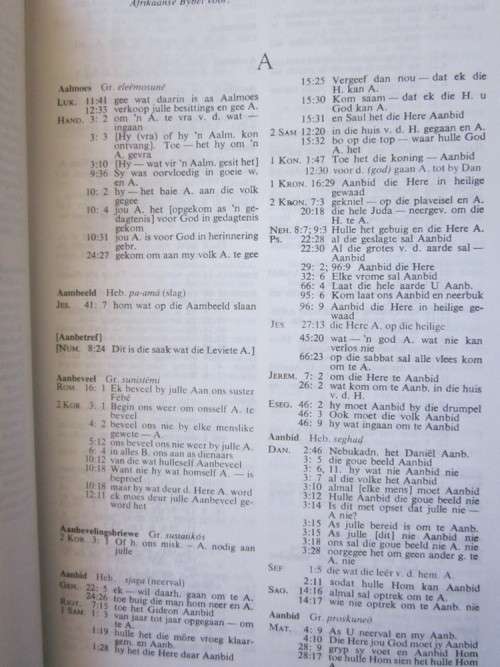 Afrikaanse Bybel voor.
A
Aalmoes Gr. eleémosuné
LUK. 11:41 gee wat daarin is as Aalmoes
12:33 verkoop julle besittings en gee A.
HAND. 3: 2 om 'n A. te vra v. d. wat —
ingaan
3: 3 [Hy (vra) of hy 'n Aalm. kon
ontvang]. Toe — het hy om 'n
A. gevra
3:10 [Hy — wat vir 'n Aalm. gesit het]
9:36 Sy was oorvloedig in goeie w.
en A.
10: 2 hy — het baie A. aan die volk
gegee
10: 4 jou A. het [opgekom as 'n ge-
dagtenis] voor God in gedagtenis
gekom
10:31 jou A. is voor God in herinnering
gebr.
24:27 gekom om aan my volk A. te gee
Aambeeld Heb. pa-amá (slag)
JES. 41: 7 hom wat op die Aambeeld slaan
[Aanbetref]
[NUM. 8:24 Dit is die saak wat die Leviete A.]
Aanbeveel Gr. sunistémi
ROM. 16: 1 Ek beveel by julle Aan ons suster
Febé
2 KOR. 3: 1 Begin ons weer om onsself A. te
beveel
4: 2 beveel ons nie by elke menslike
gewete — A.
5:12 ons beveel ons nie weer by julle A.
6: 4 in alles B. ons aan as dienaars
10:12 van die wat hulleself Aanbeveel
10:18 Want nie hy wat homself A. — is
beproef
10:18 maar hy wat deur d. Here A. word
12:11 ek moes deur julle Aanbeveel ge-
word het
Aanbevelingsbriewe Gr. sustatikós
2 KOR. 3: 1 Of h. ons misk. – A. nodig aan
julle
Aanbid Heb. sjaga (neerval)
GEN. 22: 5 ek — wil daarh. gaan om te A.
24:26 toe buig die man hom neer en A.
RIGT. 7:15 toe het Gideon Aanbid
1 SAM. 1: 3 van jaar tot jaar opgegaan — om
te A.
1:19 hulle het die môre vroeg klaar-
gem. en Aanbid
1:28 hy het die Here daar Aanbid
15:25 Vergeef dan nou — dat ek die
H. kan A.
15:30 Kom saam — dat ek die H. u
God kan A.
15:31 en Saul het die Here Aanbid
2 SAM 12:20 in die huis v. d. H. gegaan en A.
15:32 bo op die top — waar hulle God
A. het
1 KON. 1:47 Toe het die koning — Aanbid
12:30 voor d. (god) gaan A. tot by Dan
1 KRON. 16:29 Aanbid die Here in heilige
gewaad
2 KRON. 7:3 gekniel — op die plaveisel en A.
20:18 die hele Juda — neergev. om die
H. te A.
NEH. 8:7; 9:3 Hulle het gebuig en die Here A.
PS. 22:28 al die geslagte sal Aanbid
22:30 Al die grotes v. d. aarde sal —
Aanbid
29: 2; 96:9 Aanbid die Here
32: 6 Elke vrome sal Aanbid
66: 4 Laat die hele aarde U Aanb.
95: 6 Kom laat ons Aanbid en neerbuk
96: 9 Aanbid die Here in heilige ge-
waad
JES 27:13 die Here A. op die heilige
45:20 wat — 'n god A. wat nie kan
verlos nie
66:23 op die sabbat sal alle vlees kom
om te A.
JEREM. 7: 2 om die Here te Aanbid
26: 2 wat kom om te Aanb. in die huis
v. d. H.
ESEG. 46: 2 hy moet Aanbid by die drumpel
46: 3 Ook moet die volk Aanbid
46: 9 hy wat ingaan om te Aanbid
Aanbid Heb. seghad
DAN. 2:46 Nebukadn. het Daniël Aanb.
3: 5 die goue beeld Aanbid
3: 6, 11. hy wat nie Aanbid nie
3: 7 al die volke het Aanbid
3:10 almal [elke mens] moet Aanbid
3:12 Hulle Aanbid die goue beeld nie
3:14 Is dit met opset dat julle nie —
A nie?
3:15 As julle bereid is om te Aanb.
3:15 As julle [dit] nie Aanbid nie
3:18 ons sal die goue beeld nie A. nie
3:28 oorgegee het om geen ander g. te
A. nie
SEF 1:5 die wat die leër v. d. hem A.
2:11 sodat hulle Hom kan Aanbid
SAG. 14:16 almal sal optrek om te A.
14:17 wie nie optrek om te Aanb. nie
Aanbid Gr. proskuneó
MAT. 4: 9 As U neerval en my Aanb.
4:10 Die Here jou God moet jy Aanbid
28: 9 gryp sy voet en Aanbid Hom
28:17 toe hulle Hom sien het hulle Hom